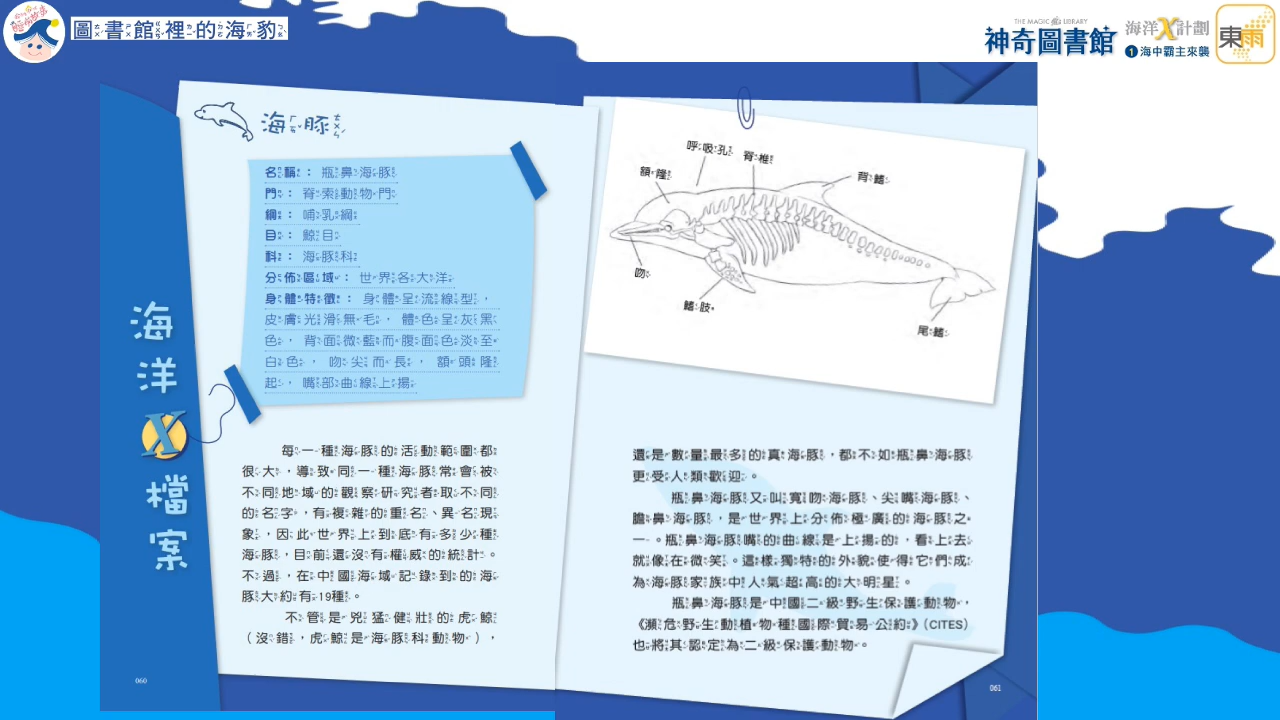 圖書館裡的海豹
THE MAGIC LIBRARY
神奇圖書館
海洋X計劃
1 海中霸主來襲
東雨
海豚
名稱：瓶鼻海豚
門：脊索動物門
綱：哺乳綱
目：鯨目
科：海豚科
分佈區域：世界各大洋
身體特徵：身體呈流線型，
皮膚光滑無毛，體色呈灰黑
色，背面微藍而腹面色淡至
白色，吻尖而長，額頭隆
起，嘴部曲線上揚
海洋X檔案
每一種海豚的活動範圍都
很大，導致同一種海豚常會被
不同地域的觀察研究者取不同
的名字，有複雜的重名、異名現
象，因此世界上到底有多少種
海豚，目前還沒有權威的統計。
不過，在中國海域記錄到的海
豚大約有19種。
不管是兇猛健壯的虎鯨
（沒錯，虎鯨是海豚科動物），
060
呼吸孔
脊椎
額隆
背鰭
吻
鰭肢
尾鰭
還是數量最多的真海豚，都不如瓶鼻海豚
更受人類歡迎。
瓶鼻海豚又叫寬吻海豚、尖嘴海豚、
膽鼻海豚，是世界上分佈極廣的海豚之
一。瓶鼻海豚嘴的曲線是上揚的，看上去
就像在微笑。這樣獨特的外貌使得它們成
為海豚家族中人氣超高的大明星。
瓶鼻海豚是中國二級野生保護動物，
《瀕危野生動植物種國際貿易公約》（CITES）
也將其認定為二級保護動物。
061